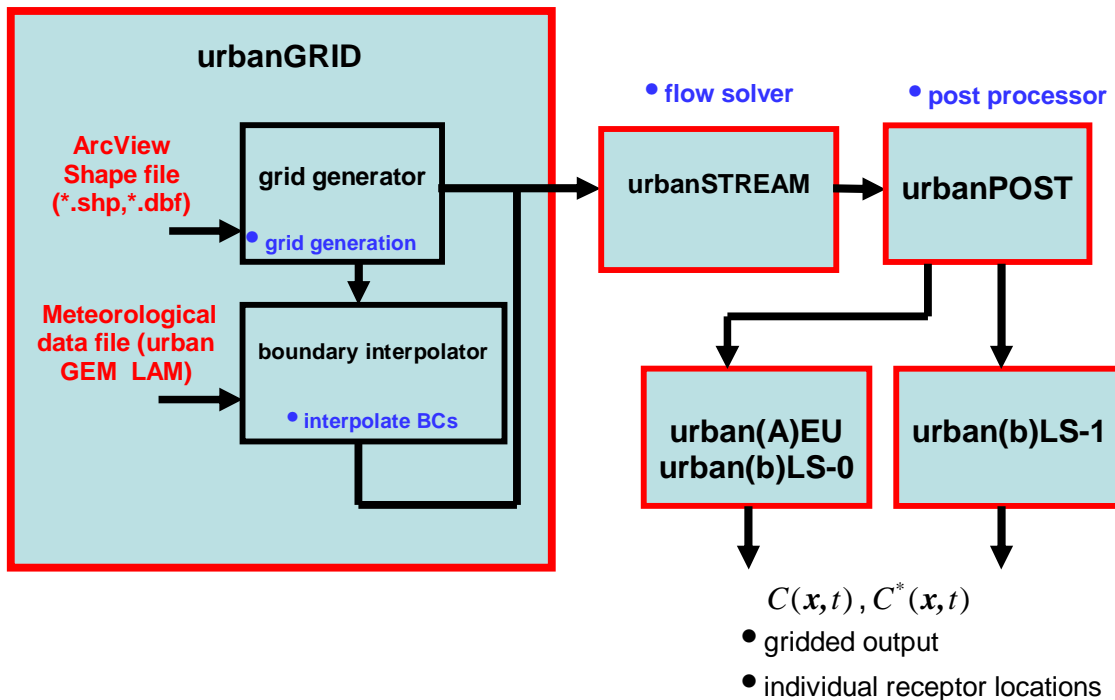 urbanGRID
ArcView
Shape file
(*.shp,*.dbf)
grid generator
• grid generation
Meteorological
data file (urban
GEM LAM)
boundary interpolator
• interpolate BCs
• flow solver
urbanSTREAM
• post processor
urbanPOST
urban(A)EU
urban(b)LS-0
urban(b)LS-1
C(x,t) , C*(x,t)
• gridded output
• individual receptor locations